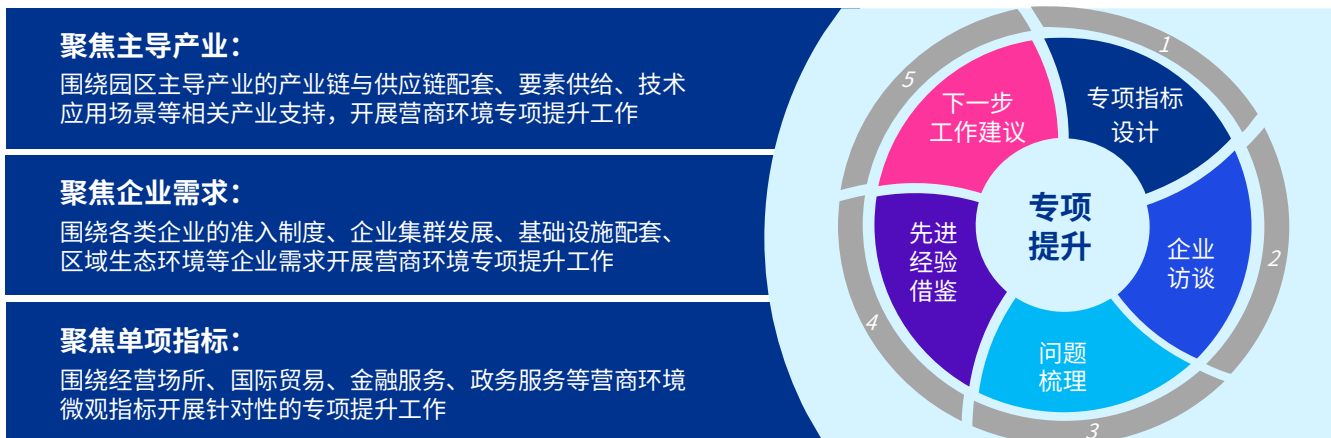 聚焦主导产业：
围绕园区主导产业的产业链与供应链配套、要素供给、技术
应用场景等相关产业支持，开展营商环境专项提升工作
聚焦企业需求：
围绕各类企业的准入制度、企业集群发展、基础设施配套、
区域生态环境等企业需求开展营商环境专项提升工作
聚焦单项指标：
围绕经营场所、国际贸易、金融服务、政务服务等营商环境
微观指标开展针对性的专项提升工作
专项
提升
1
专项指标
设计
2
企业
访谈
3
问题
梳理
4
先进
经验
借鉴
5
下一步
工作建议